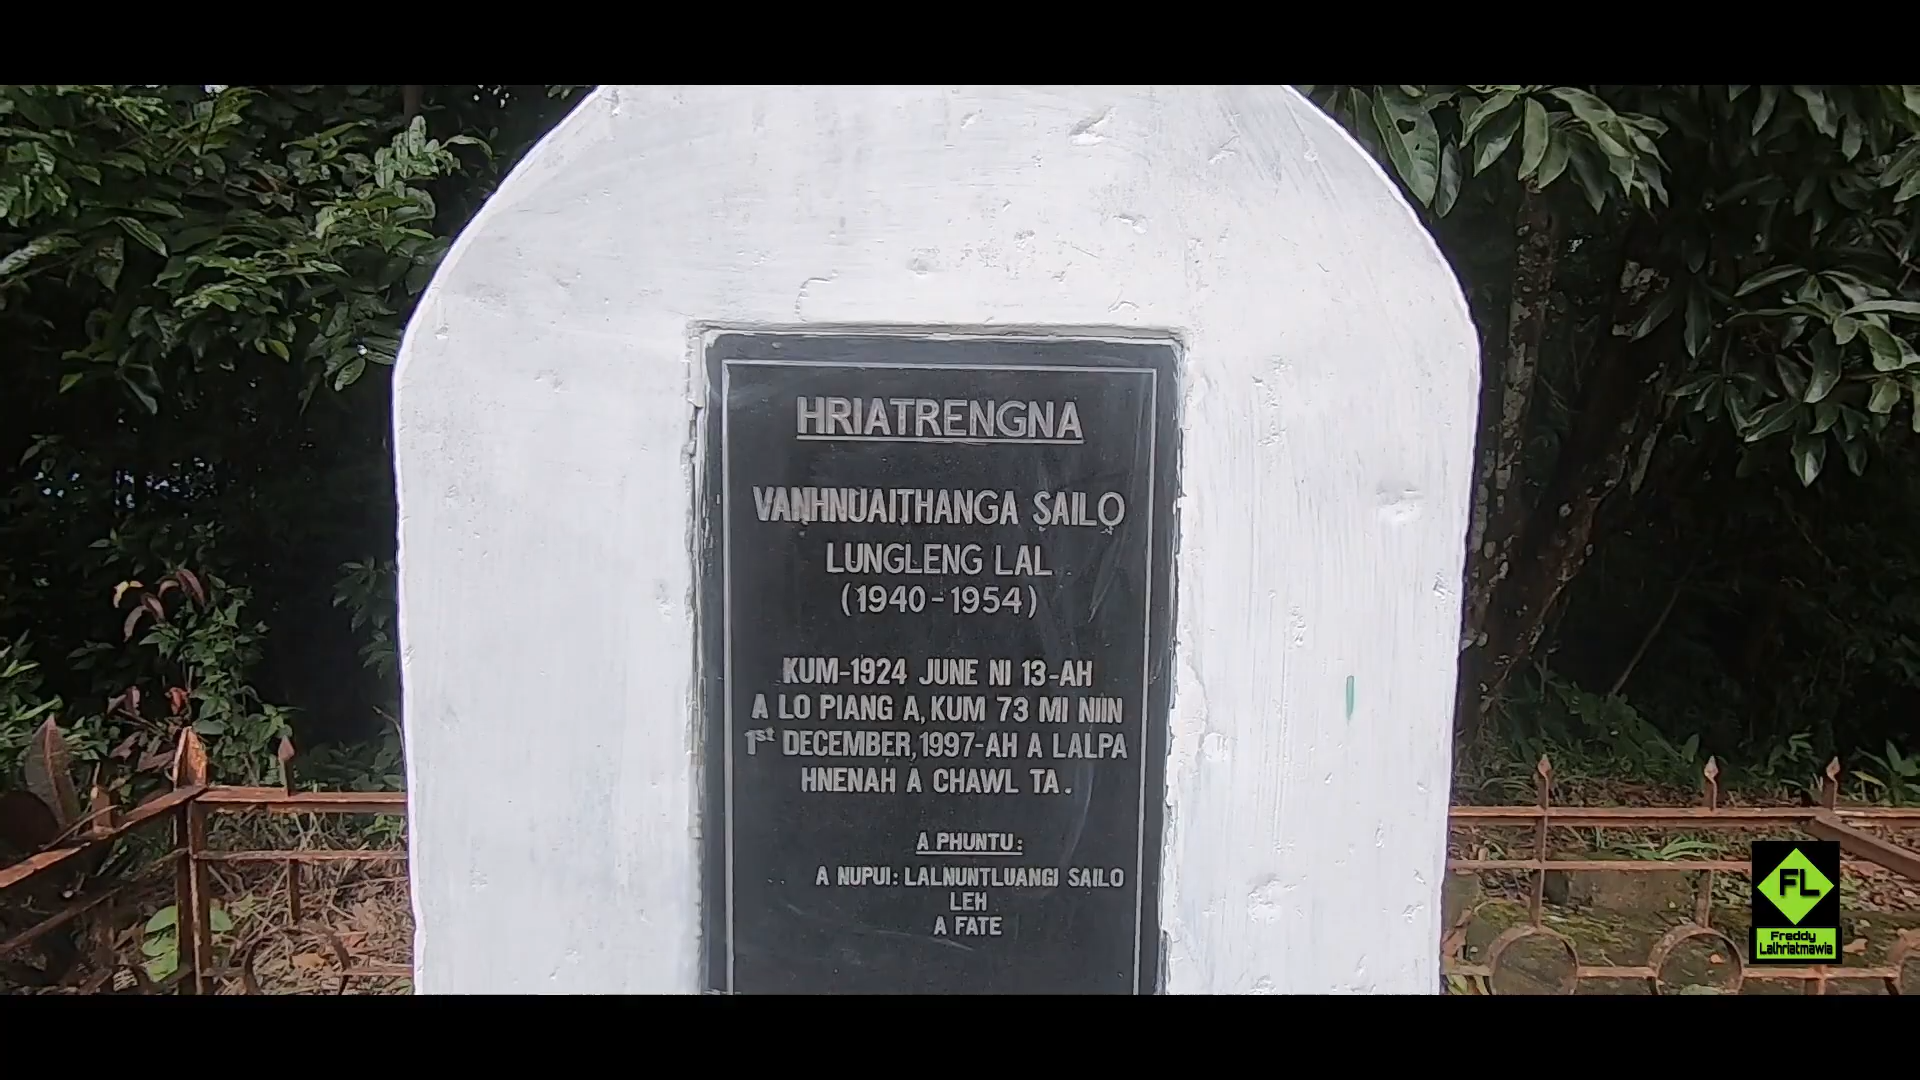 HRIATRENGNA
VANHNUAITHANGA SAILO
LUNGLENG LAL
(1940-1954)
KUM-1924 JUNE NI 13-AH
A LO PIANG A, KUM 73 MI NIIN
1st DECEMBER, 1997-AH A LALPA
HNENAH A CHAWL TA.
A PHUNTU:
A NUPUI: LALNUNTLUANGI SAILO
LEH
A FATE
FL
Freddy
Lalhriatmawia